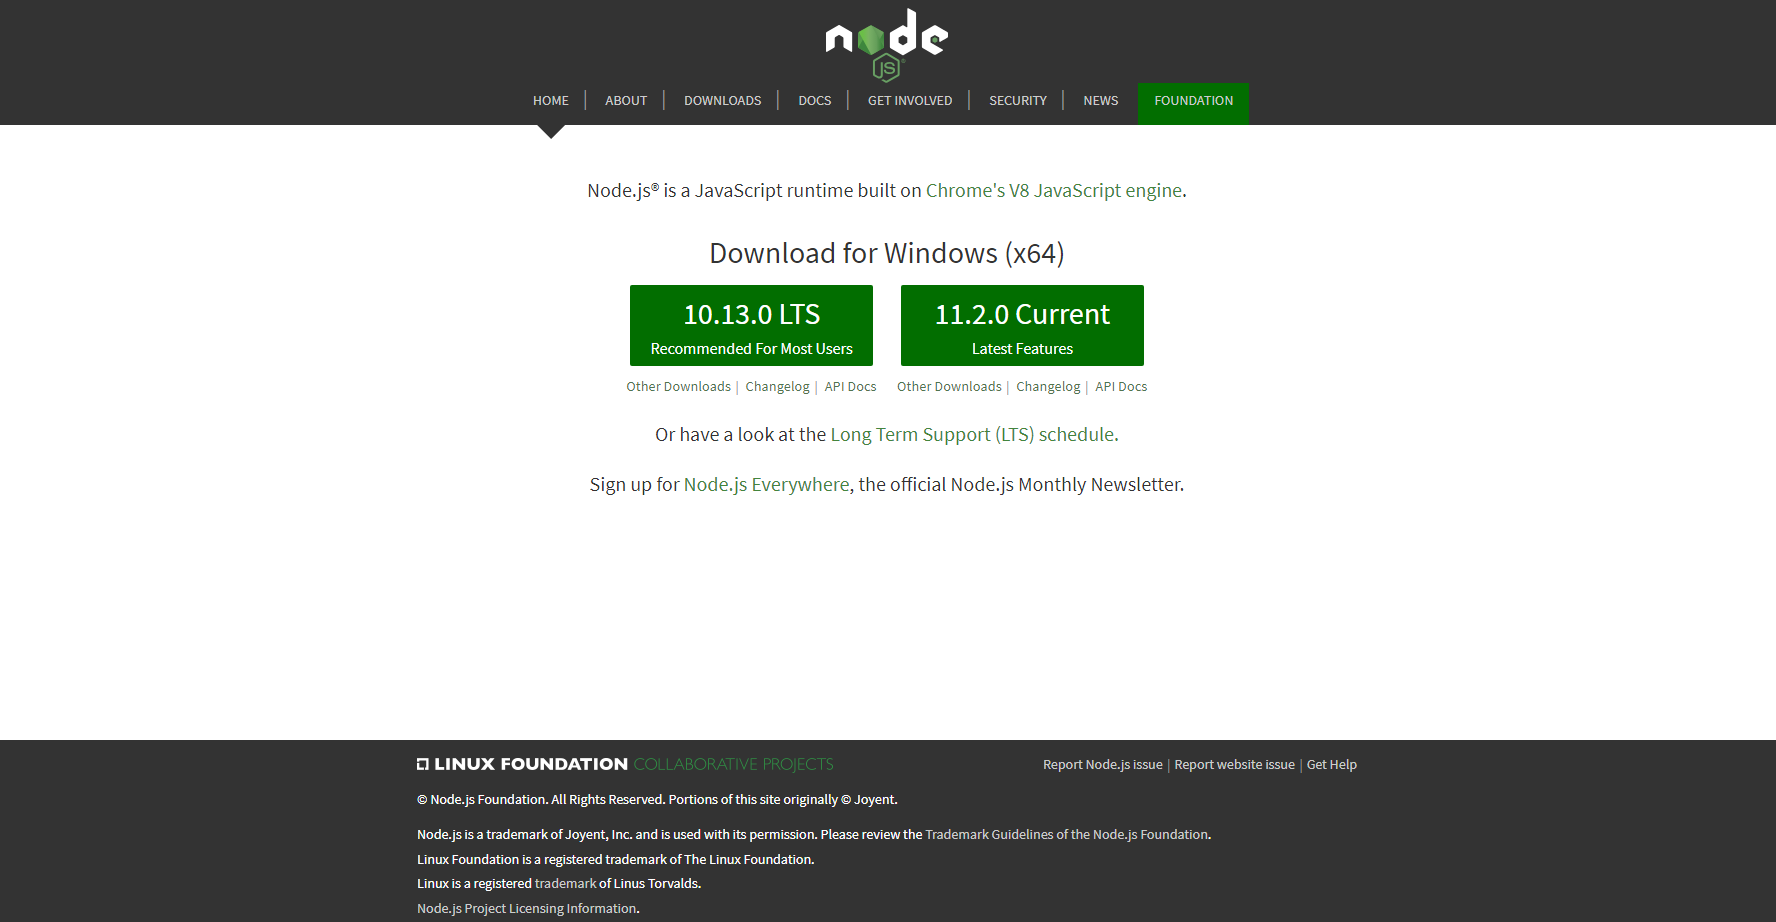 node
JS®
HOME | ABOUT | DOWNLOADS | DOCS | GET INVOLVED | SECURITY | NEWS FOUNDATION
Node.js® is a JavaScript runtime built on Chrome's V8 JavaScript engine.
Download for Windows (x64)
10.13.0 LTS
Recommended For Most Users
Other Downloads | Changelog | API Docs
11.2.0 Current
Latest Features
Other Downloads | Changelog | API Docs
Or have a look at the Long Term Support (LTS) schedule.
Sign up for Node.js Everywhere, the official Node.js Monthly Newsletter.
LINUX FOUNDATION COLLABORATIVE PROJECTS
Report Node.js issue | Report website issue | Get Help
© Node.js Foundation. All Rights Reserved. Portions of this site originally © Joyent.
Node.js is a trademark of Joyent, Inc. and is used with its permission. Please review the Trademark Guidelines of the Node.js Foundation.
Linux Foundation is a registered trademark of The Linux Foundation.
Linux is a registered trademark of Linus Torvalds.
Node.js Project Licensing Information.